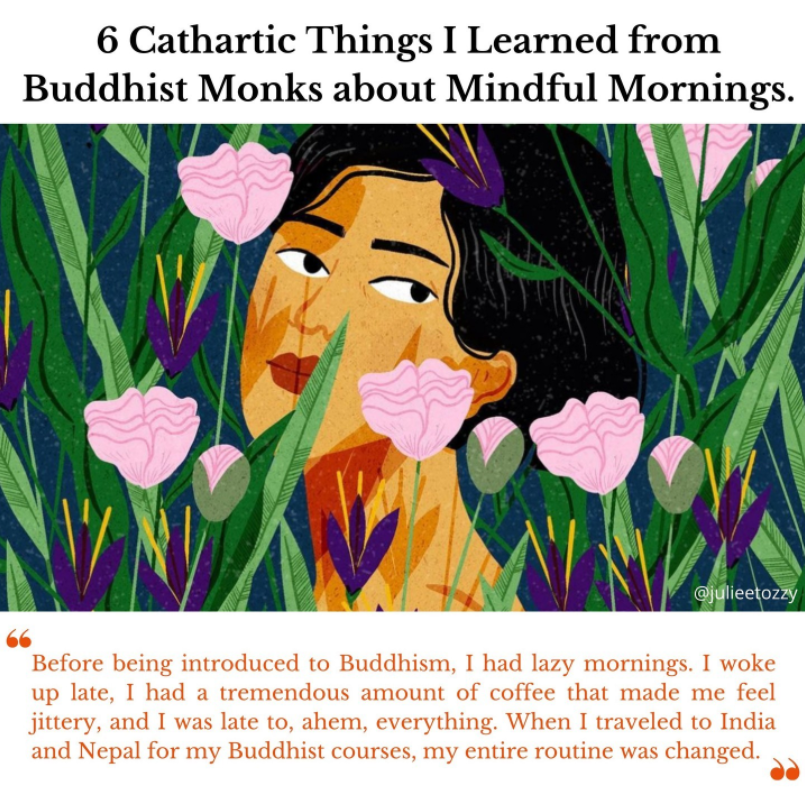 6 Cathartic Things I Learned from
Buddhist Monks about Mindful Mornings.
@julieetozzy
“
Before being introduced to Buddhism, I had lazy mornings. I woke
up late, I had a tremendous amount of coffee that made me feel
jittery, and I was late to, ahem, everything. When I traveled to India
and Nepal for my Buddhist courses, my entire routine was changed.
”